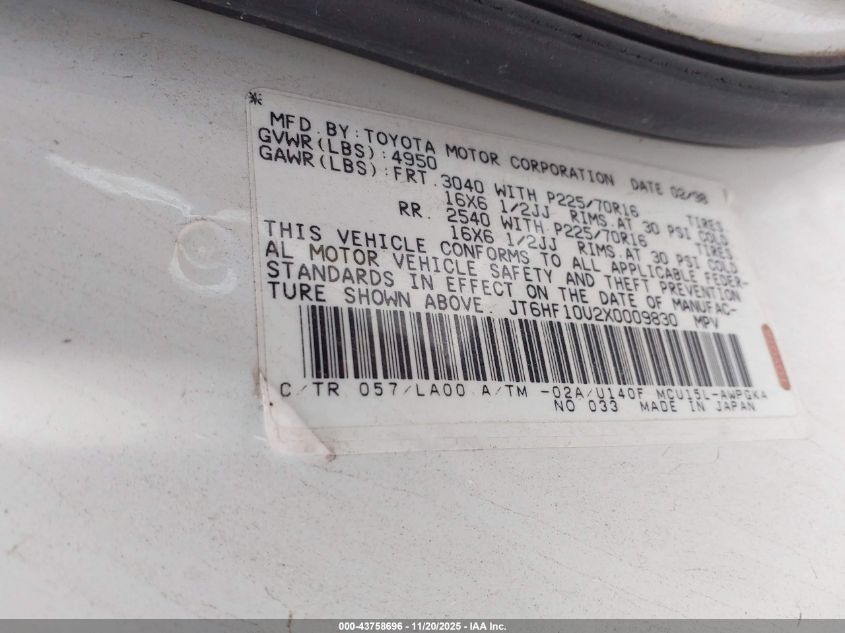 *
MFD. BY: TOYOTA MOTOR CORPORATION DATE 02/98
GVWR(LBS):4950
GAWR(LBS):FRT. 3040 WITH P225/70R16 TIRES
16X6 1/2JJ RIMS.AT 30 PSI COLD
RR. 2540 WITH P225/70R16 TIRES
16X6 1/2JJ RIMS.AT 30 PSI COLD
THIS VEHICLE CONFORMS TO ALL APPLICABLE FEDER-
AL MOTOR VEHICLE SAFETY AND THEFT PREVENTION
STANDARDS IN EFFECT ON THE DATE OF MANUFAC-
TURE SHOWN ABOVE. JT6HF10U2X0009830 MPV
C/TR 057/LA00 A/TM -02A/U140F MCU15L-AWPGKA
NO 033 MADE IN JAPAN
000-43758696 - 11/20/2025 - IAA Inc.